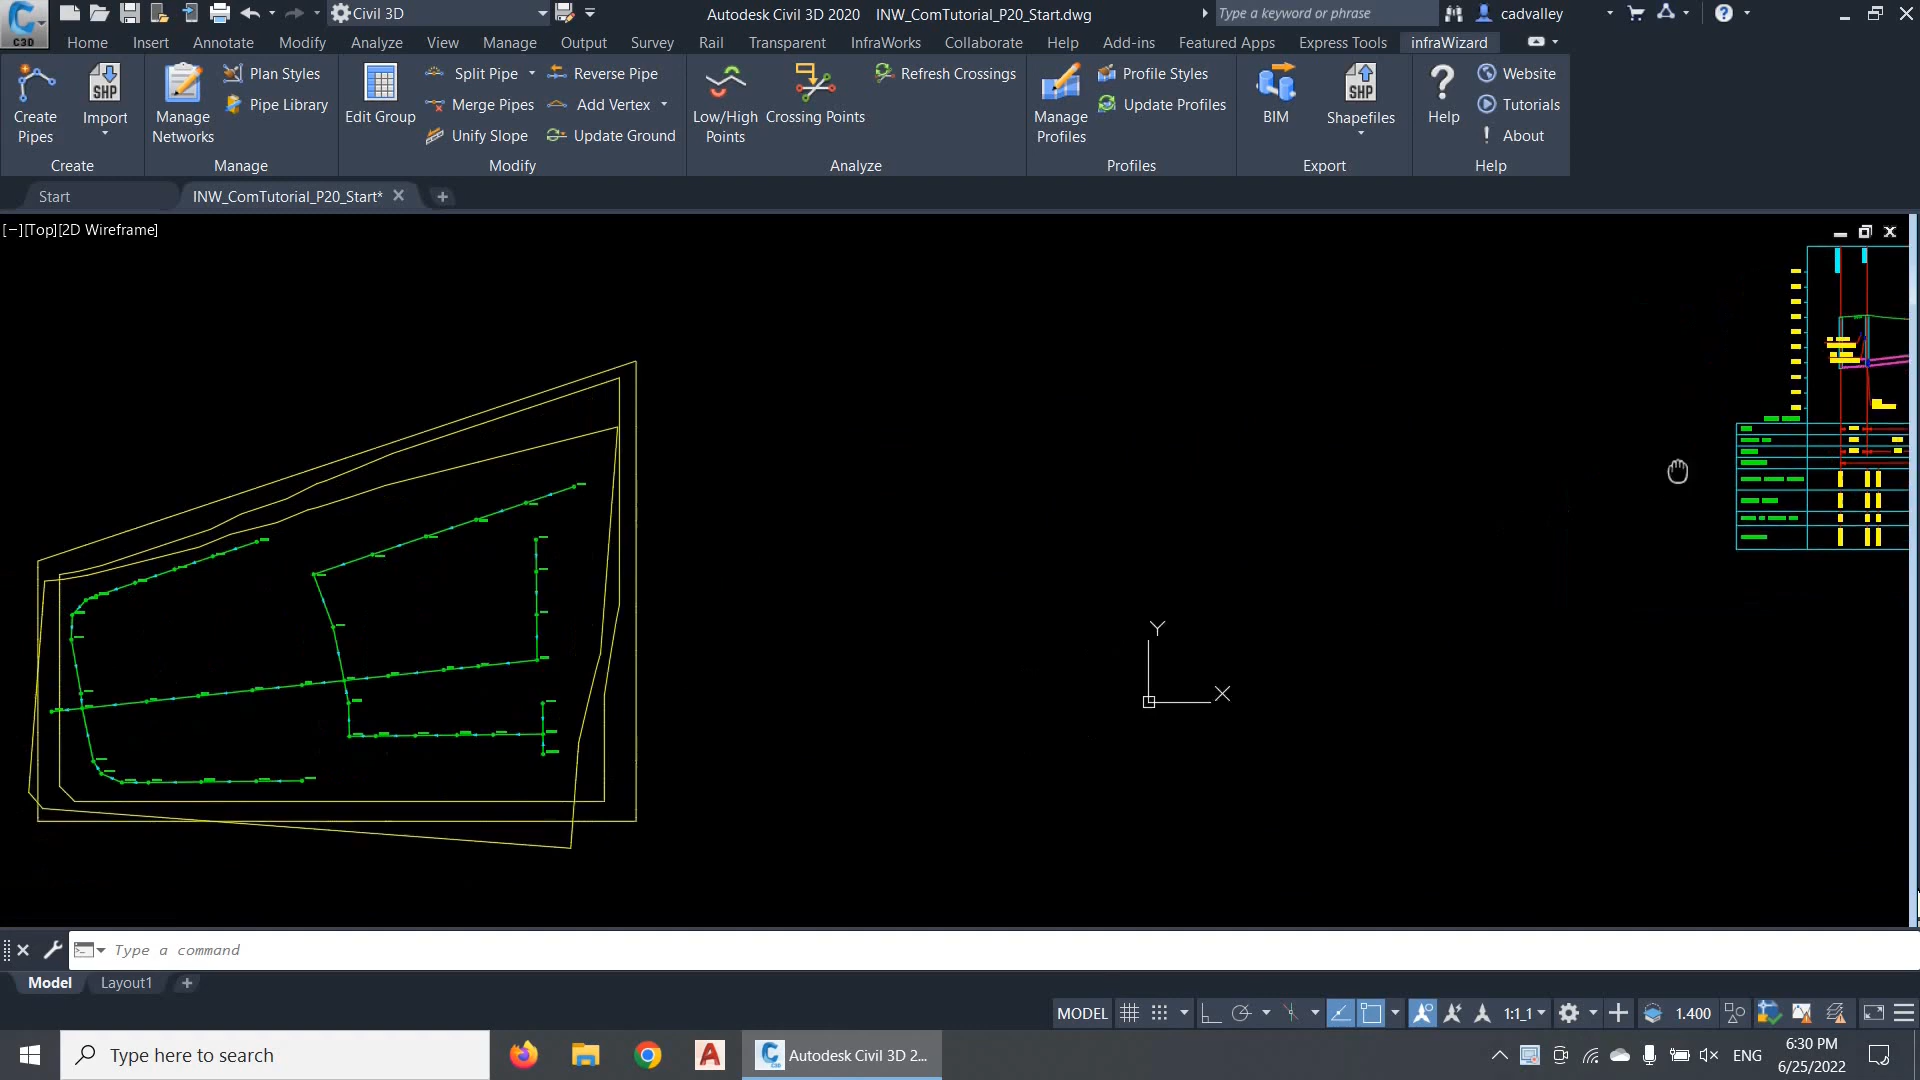 C3D
Civil 3D
Autodesk Civil 3D 2020 INW_ComTutorial_P20_Start.dwg
Type a keyword or phrase
cadvalley
Home Insert Annotate Modify Analyze View Manage Output Survey Rail Transparent InfraWorks Collaborate Help Add-ins Featured Apps Express Tools infraWizard
Create Pipes
SHP
Import
Create
Manage Networks
Plan Styles
Pipe Library
Manage
Edit Group
Split Pipe
Merge Pipes
Unify Slope
Reverse Pipe
Add Vertex
Update Ground
Modify
Low/High Points
Crossing Points
Refresh Crossings
Analyze
Manage Profiles
Profile Styles
Update Profiles
Profiles
BIM
SHP
Shapefiles
Export
Help
Website
Tutorials
About
Help
Start
INW_ComTutorial_P20_Start*
[−][Top][2D Wireframe]
Y
X
Type a command
Model Layout1
MODEL 1:1_1 1.400
Type here to search
Autodesk Civil 3D 2...
ENG
6:30 PM
6/25/2022